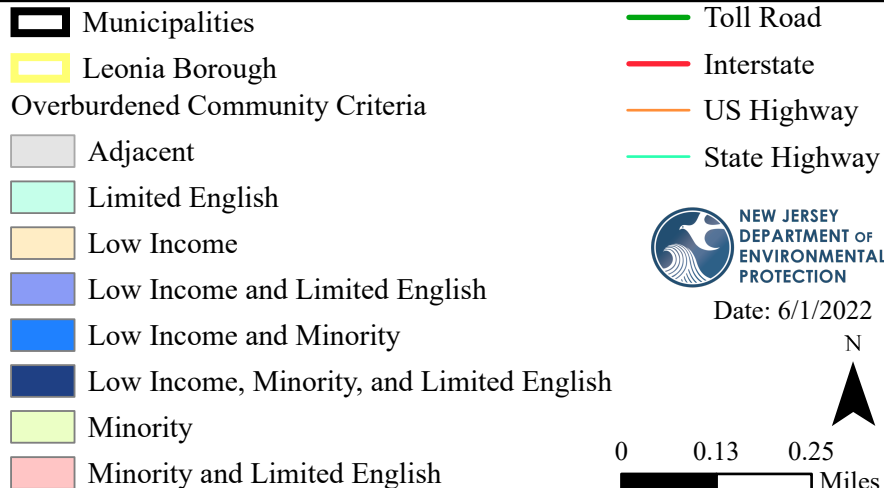 Municipalities
Leonia Borough
Overburdened Community Criteria
Adjacent
Limited English
Low Income
Low Income and Limited English
Low Income and Minority
Low Income, Minority, and Limited English
Minority
Minority and Limited English
Toll Road
Interstate
US Highway
State Highway
NEW JERSEY
DEPARTMENT OF
ENVIRONMENTAL
PROTECTION
Date: 6/1/2022
N
0 0.13 0.25
Miles